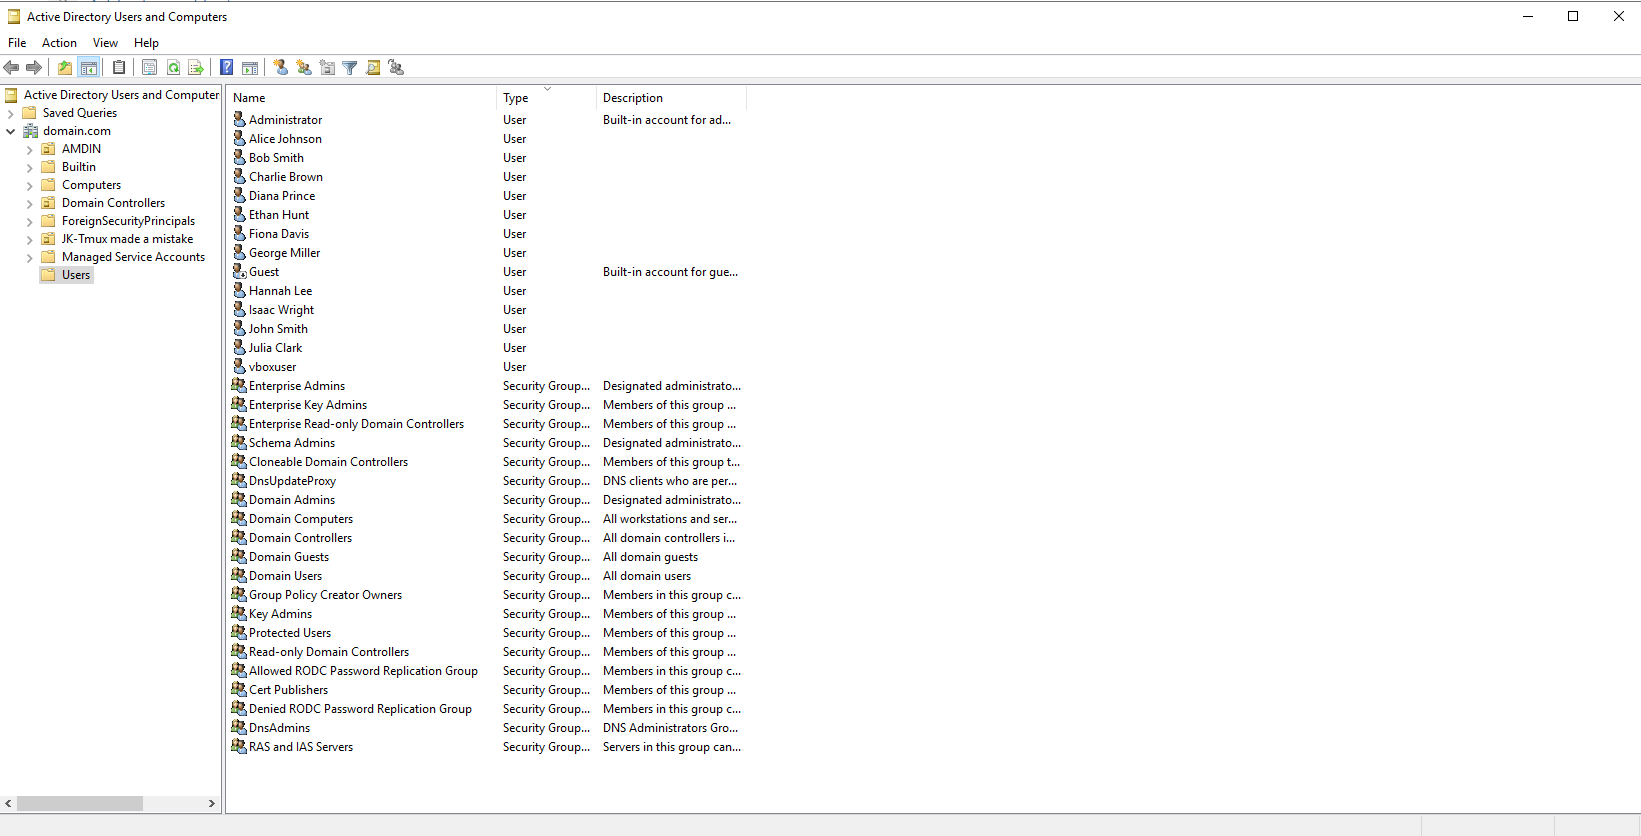 Active Directory Users and Computers
File Action View Help
Active Directory Users and Computer
Saved Queries
domain.com
AMDIN
Builtin
Computers
Domain Controllers
ForeignSecurityPrincipals
JK-Tmux made a mistake
Managed Service Accounts
Users
Name Type Description
Administrator User Built-in account for ad...
Alice Johnson User
Bob Smith User
Charlie Brown User
Diana Prince User
Ethan Hunt User
Fiona Davis User
George Miller User
Guest User Built-in account for gue...
Hannah Lee User
Isaac Wright User
John Smith User
Julia Clark User
vboxuser User
Enterprise Admins Security Group... Designated administrato...
Enterprise Key Admins Security Group... Members of this group ...
Enterprise Read-only Domain Controllers Security Group... Members of this group ...
Schema Admins Security Group... Designated administrato...
Cloneable Domain Controllers Security Group... Members of this group t...
DnsUpdateProxy Security Group... DNS clients who are per...
Domain Admins Security Group... Designated administrato...
Domain Computers Security Group... All workstations and ser...
Domain Controllers Security Group... All domain controllers i...
Domain Guests Security Group... All domain guests
Domain Users Security Group... All domain users
Group Policy Creator Owners Security Group... Members in this group c...
Key Admins Security Group... Members of this group ...
Protected Users Security Group... Members of this group ...
Read-only Domain Controllers Security Group... Members of this group ...
Allowed RODC Password Replication Group Security Group... Members in this group c...
Cert Publishers Security Group... Members of this group ...
Denied RODC Password Replication Group Security Group... Members in this group c...
DnsAdmins Security Group... DNS Administrators Gro...
RAS and IAS Servers Security Group... Servers in this group can...